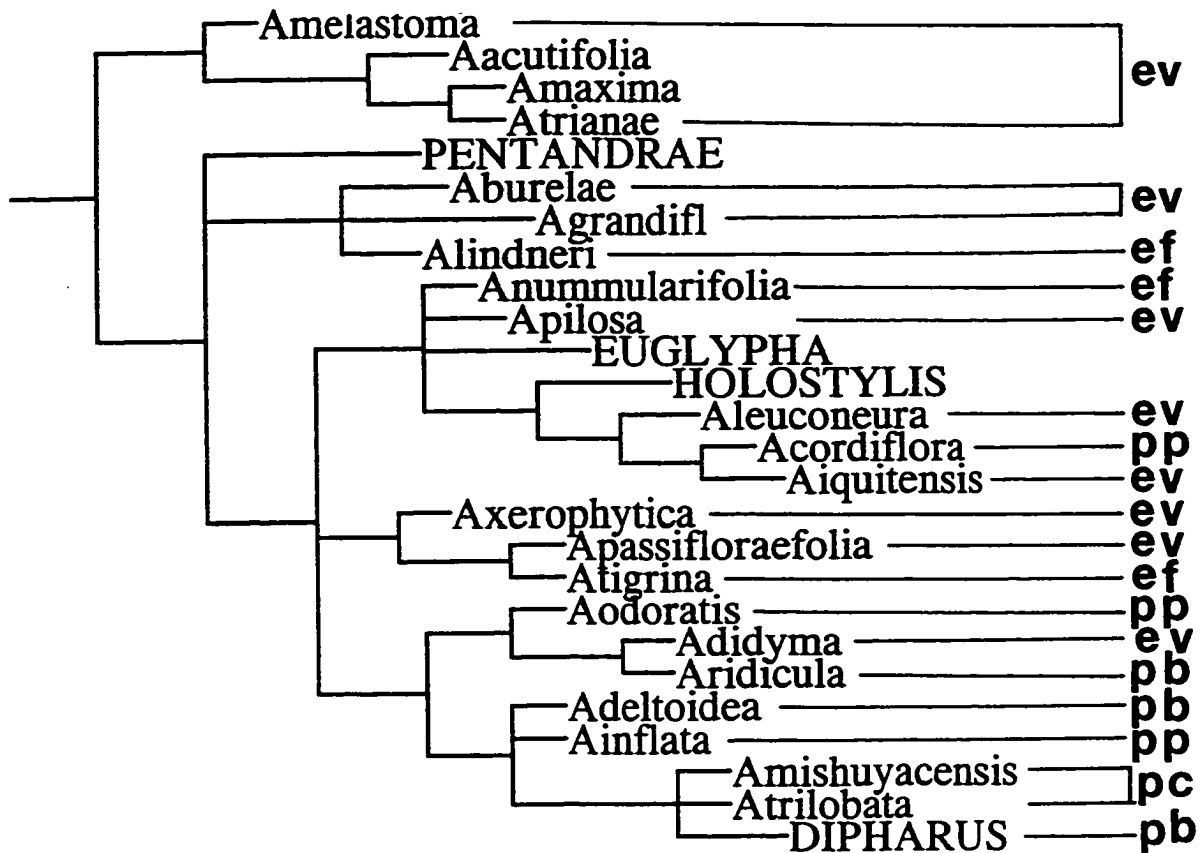 Amelastoma
Aacutifolia
ev
Amaxima
Atrianae
PENTANDRAE
Aburelae
ev
Agrandifl
Alindneri ef
Anummularifolia ef
Apilosa ev
EUGLYPHA
HOLOSTYLIS
Aleuconeura ev
Acordiflora pp
Aiquitensis ev
Axerophytica ev
Apassifloraefolia ev
Atigrina ef
Aodoratis pp
Adidyma ev
Aridicula pb
Adeltoidea pb
Ainflata pp
Amishuyacensis
pc
Atrilobata
DIPHARUS pb